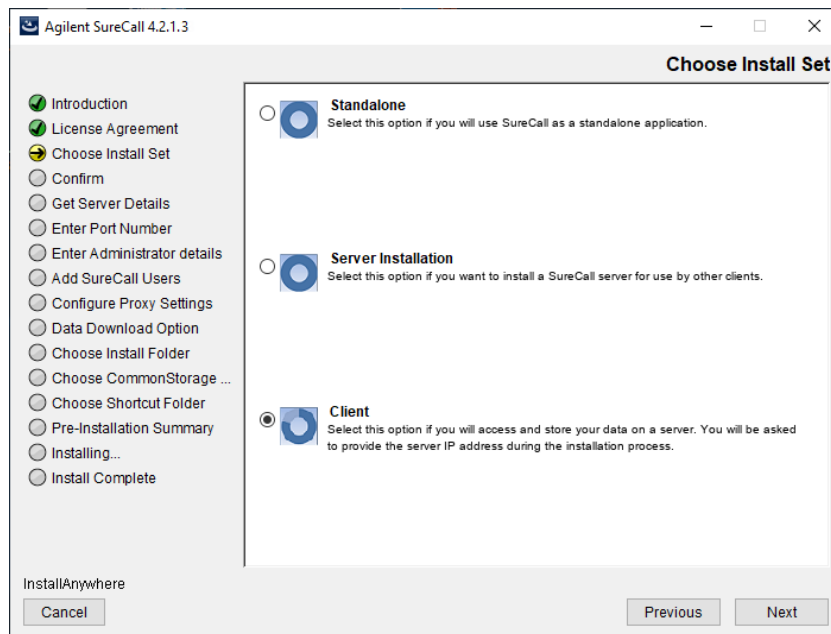 Agilent SureCall 4.2.1.3
Choose Install Set
Introduction
License Agreement
Choose Install Set
Confirm
Get Server Details
Enter Port Number
Enter Administrator details
Add SureCall Users
Configure Proxy Settings
Data Download Option
Choose Install Folder
Choose CommonStorage ...
Choose Shortcut Folder
Pre-Installation Summary
Installing...
Install Complete
Standalone
Select this option if you will use SureCall as a standalone application.
Server Installation
Select this option if you want to install a SureCall server for use by other clients.
Client
Select this option if you will access and store your data on a server. You will be asked
to provide the server IP address during the installation process.
InstallAnywhere
Cancel
Previous
Next